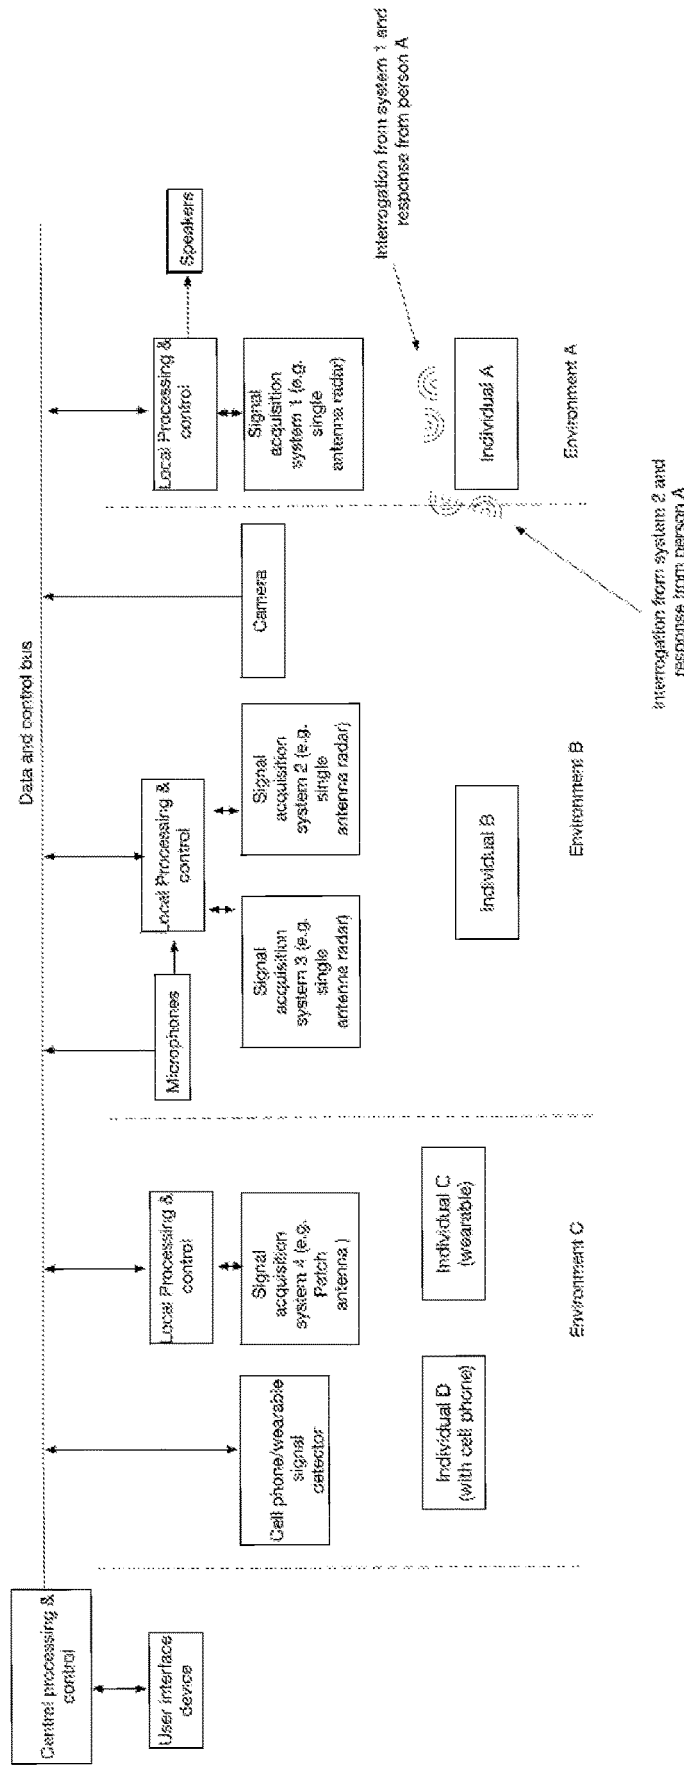 Central processing &
control
User interface
device
Data and control bus
Cell phone/wearable
signal
detector
Individual D
(with cell phone)
Local Processing &
control
Signal
acquisition
system 4 (e.g.
Patch
antenna )
Individual C
(wearable)
Environment C
Microphones
Local Processing &
control
Signal
acquisition
system 3 (e.g.
single
antenna radar)
Signal
acquisition
system 2 (e.g.
single
antenna radar)
Individual B
Environment B
Camera
Local Processing &
control
Speakers
Signal
acquisition
system 1 (e.g.
single
antenna radar)
Individual A
Environment A
Interrogation from system 1 and
response from person A
Interrogation from system 2 and
response from person A